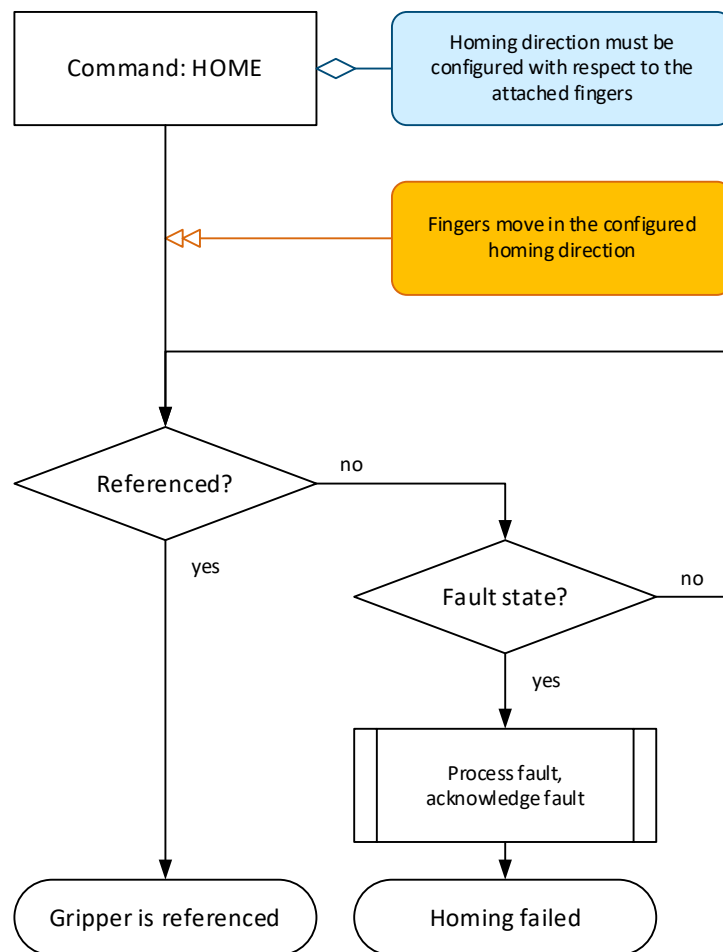 Command: HOME
Homing direction must be
configured with respect to the
attached fingers
Fingers move in the configured
homing direction
Referenced?
no
yes
Fault state?
no
yes
Process fault,
acknowledge fault
Gripper is referenced
Homing failed